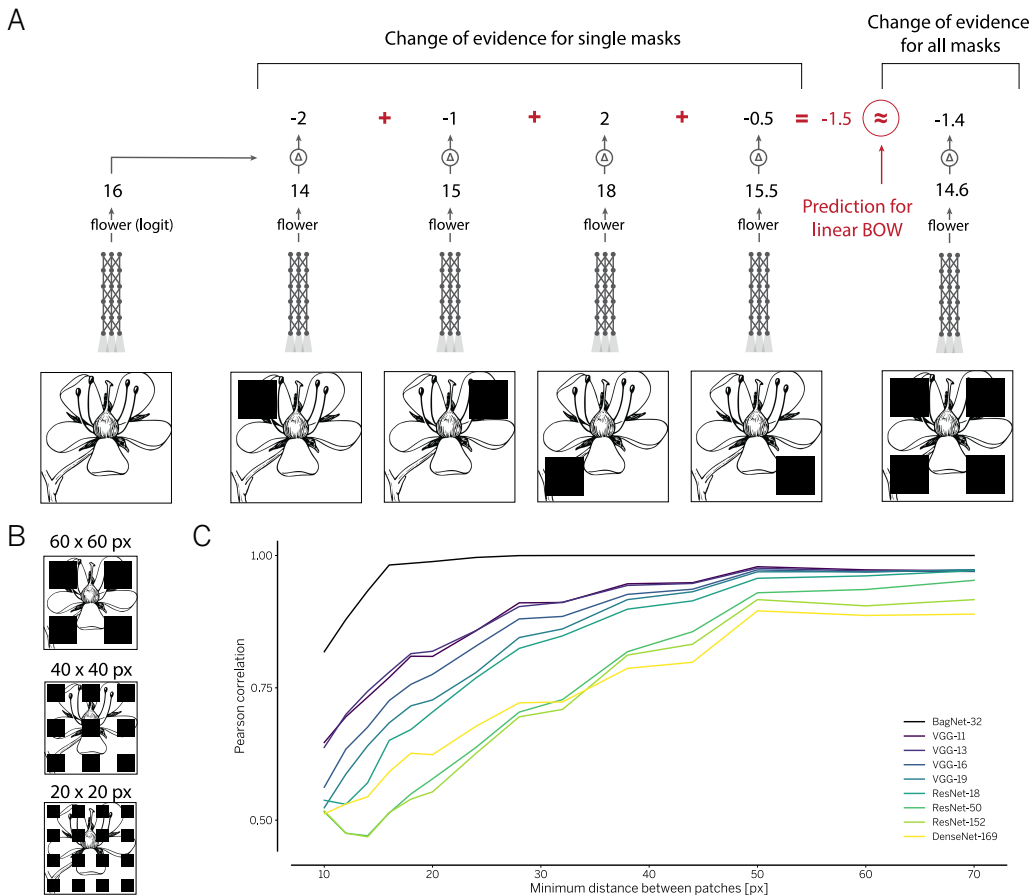 A
Change of evidence for single masks
Change of evidence
for all masks
-2 + -1 + 2 + -0.5 = -1.5 ≈ -1.4
Δ Δ Δ Δ Δ
16 14 15 18 15.5 14.6
Prediction for
linear BOW
flower (logit) flower flower flower flower flower
B
60 x 60 px
40 x 40 px
20 x 20 px
C
Pearson correlation
1.00
0.75
0,50
10 20 30 40 50 60 70
Minimum distance between patches [px]
BagNet-32
VGG-11
VGG-13
VGG-16
VGG-19
ResNet-18
ResNet-50
ResNet-152
DenseNet-169